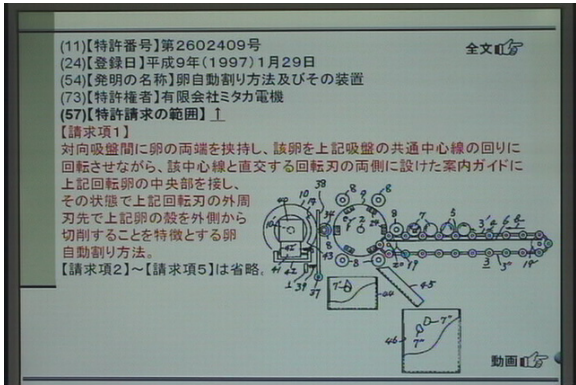 (11)【特許番号】第2602409号
全文
(24)【登録日】平成9年(1997)1月29日
(54)【発明の名称】卵自動割り方法及びその装置
(73)【特許権者】有限会社ミタカ電機
(57)【特許請求の範囲】↑
【請求項1】
対向吸盤間に卵の両端を挟持し、該卵を上記吸盤の共通中心線の回りに
回転させながら、該中心線と直交する回転刃の両側に設けた案内ガイドに
上記回転卵の中央部を接し、
その状態で上記回転刃の外周
刃先で上記卵の殻を外側から
切削することを特徴とする卵
自動割り方法。
【請求項2】～【請求項5】は省略。
動画